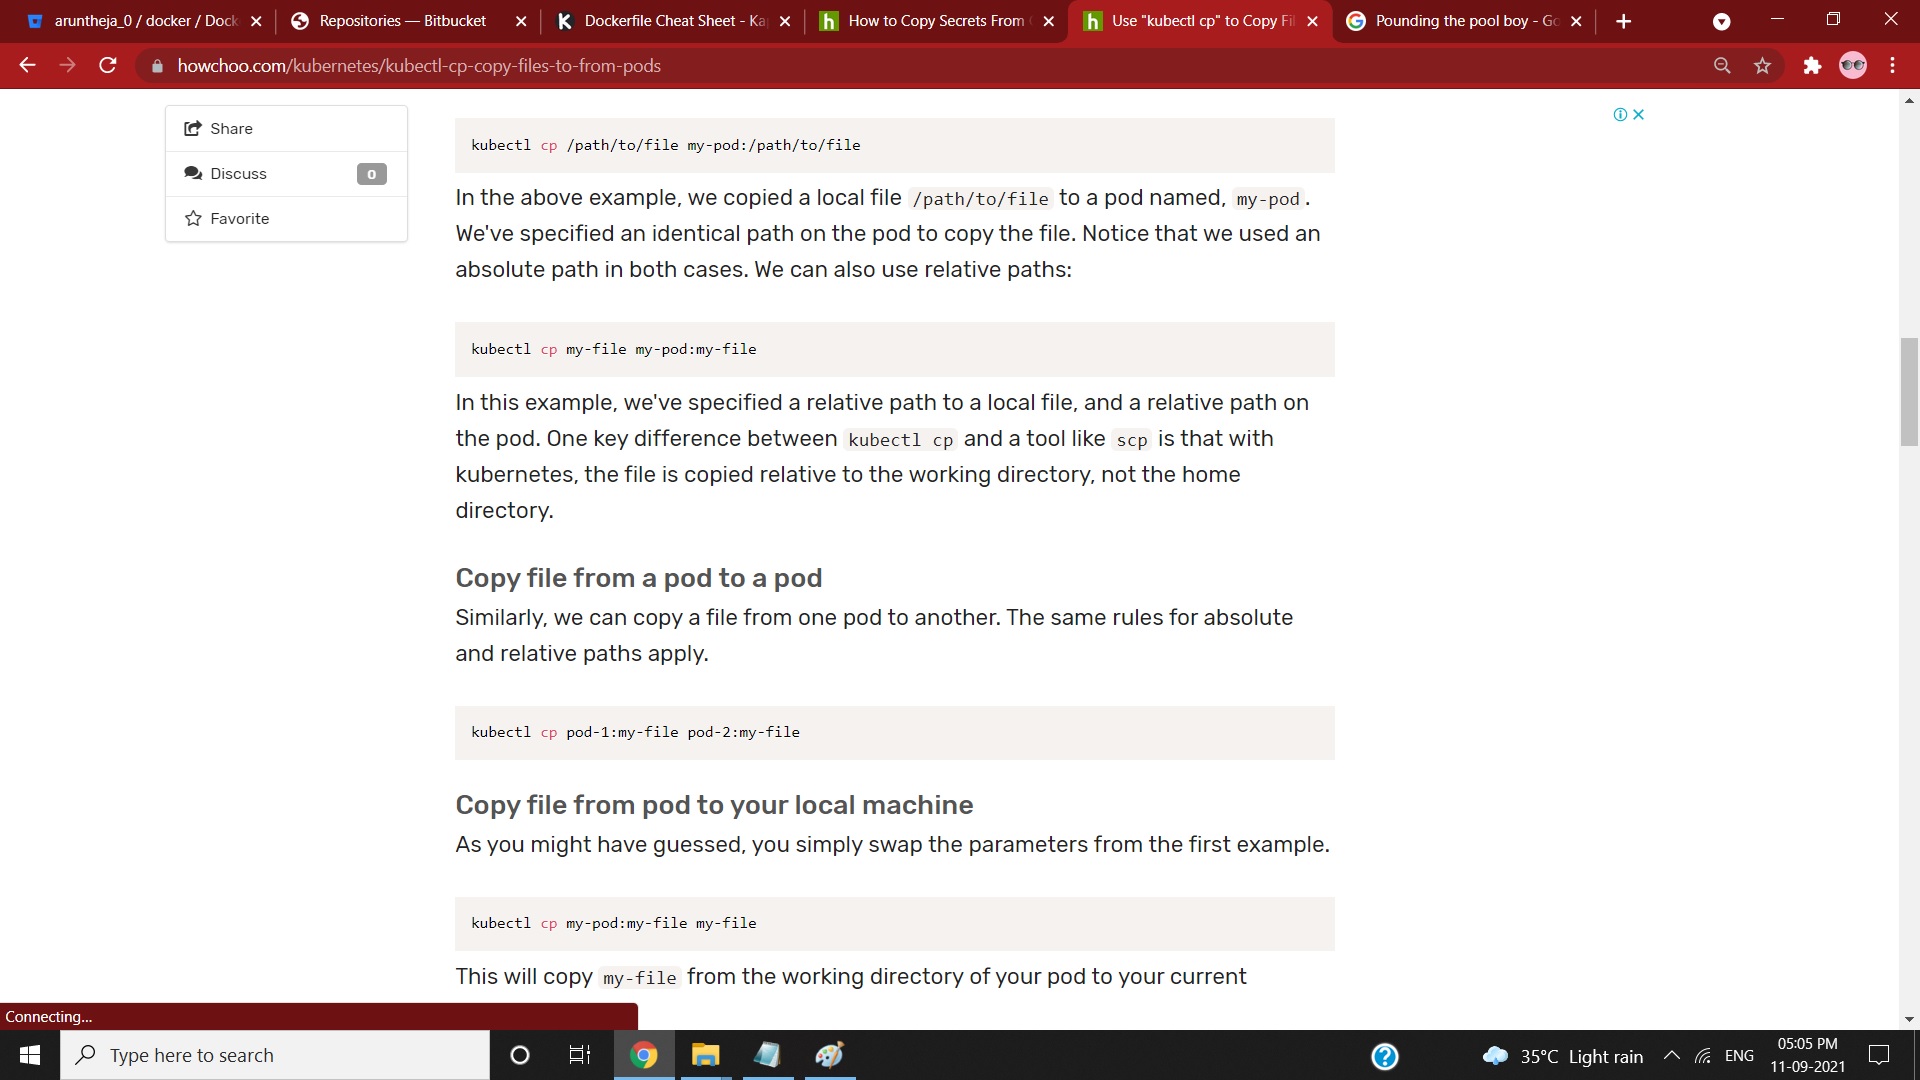 aruntheja_0 / docker / Dock
Repositories — Bitbucket
Dockerfile Cheat Sheet - Ka
How to Copy Secrets From
Use "kubectl cp" to Copy Fil
Pounding the pool boy - Go
howchoo.com/kubernetes/kubectl-cp-copy-files-to-from-pods
Share
Discuss 0
Favorite
kubectl cp /path/to/file my-pod:/path/to/file
In the above example, we copied a local file /path/to/file to a pod named, my-pod.
We've specified an identical path on the pod to copy the file. Notice that we used an
absolute path in both cases. We can also use relative paths:
kubectl cp my-file my-pod:my-file
In this example, we've specified a relative path to a local file, and a relative path on
the pod. One key difference between kubectl cp and a tool like scp is that with
kubernetes, the file is copied relative to the working directory, not the home
directory.
Copy file from a pod to a pod
Similarly, we can copy a file from one pod to another. The same rules for absolute
and relative paths apply.
kubectl cp pod-1:my-file pod-2:my-file
Copy file from pod to your local machine
As you might have guessed, you simply swap the parameters from the first example.
kubectl cp my-pod:my-file my-file
This will copy my-file from the working directory of your pod to your current
Connecting...
Type here to search
35°C Light rain
ENG
05:05 PM
11-09-2021